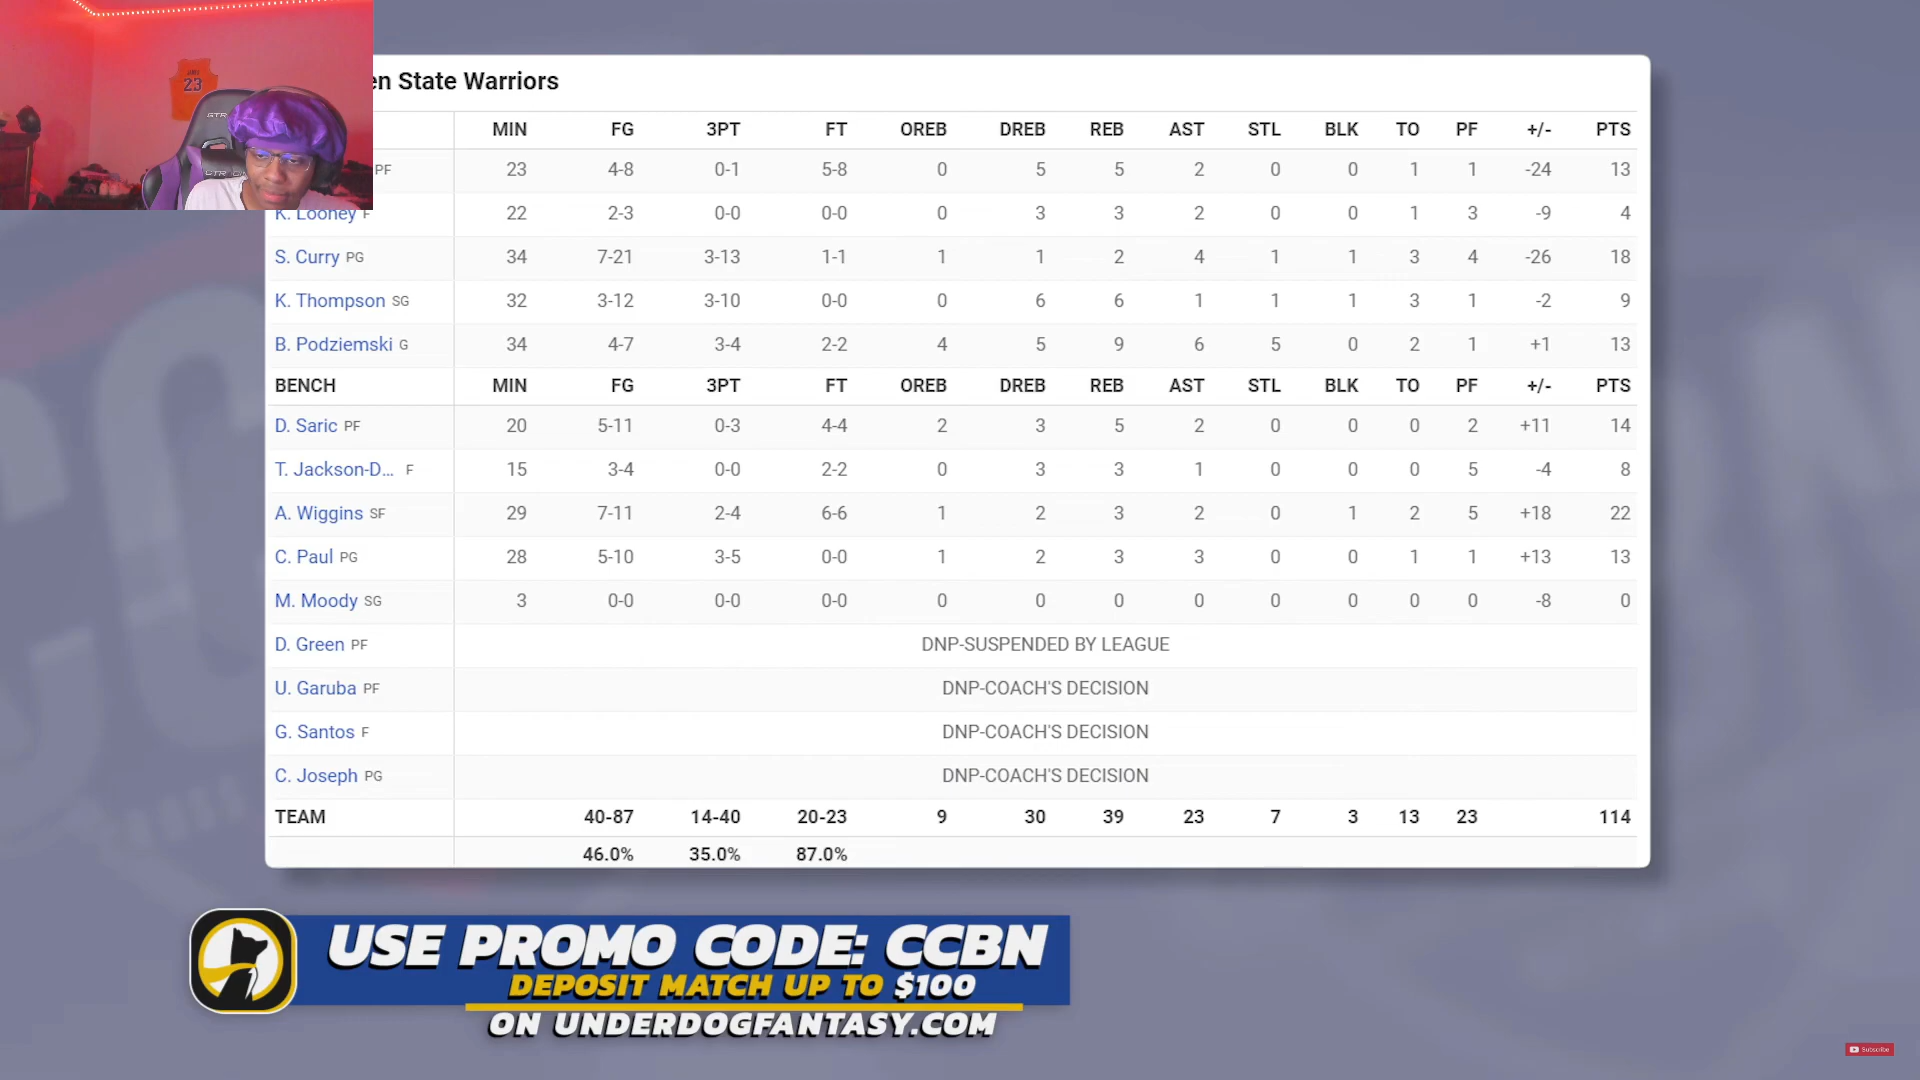 23
GTR
GTRACING
en State Warriors
MIN FG 3PT FT OREB DREB REB AST STL BLK TO PF +/- PTS
PF 23 4-8 0-1 5-8 0 5 5 2 0 0 1 1 -24 13
K. Looney F 22 2-3 0-0 0-0 0 3 3 2 0 0 1 3 -9 4
S. Curry PG 34 7-21 3-13 1-1 1 1 2 4 1 1 3 4 -26 18
K. Thompson SG 32 3-12 3-10 0-0 0 6 6 1 1 1 3 1 -2 9
B. Podziemski G 34 4-7 3-4 2-2 4 5 9 6 5 0 2 1 +1 13
BENCH MIN FG 3PT FT OREB DREB REB AST STL BLK TO PF +/- PTS
D. Saric PF 20 5-11 0-3 4-4 2 3 5 2 0 0 0 2 +11 14
T. Jackson-D... F 15 3-4 0-0 2-2 0 3 3 1 0 0 0 5 -4 8
A. Wiggins SF 29 7-11 2-4 6-6 1 2 3 2 0 1 2 5 +18 22
C. Paul PG 28 5-10 3-5 0-0 1 2 3 3 0 0 1 1 +13 13
M. Moody SG 3 0-0 0-0 0-0 0 0 0 0 0 0 0 0 -8 0
D. Green PF DNP-SUSPENDED BY LEAGUE
U. Garuba PF DNP-COACH'S DECISION
G. Santos F DNP-COACH'S DECISION
C. Joseph PG DNP-COACH'S DECISION
TEAM 40-87 14-40 20-23 9 30 39 23 7 3 13 23 114
46.0% 35.0% 87.0%
USE PROMO CODE: CCBN
DEPOSIT MATCH UP TO $100
ON UNDERDOGFANTASY.COM
Subscribe